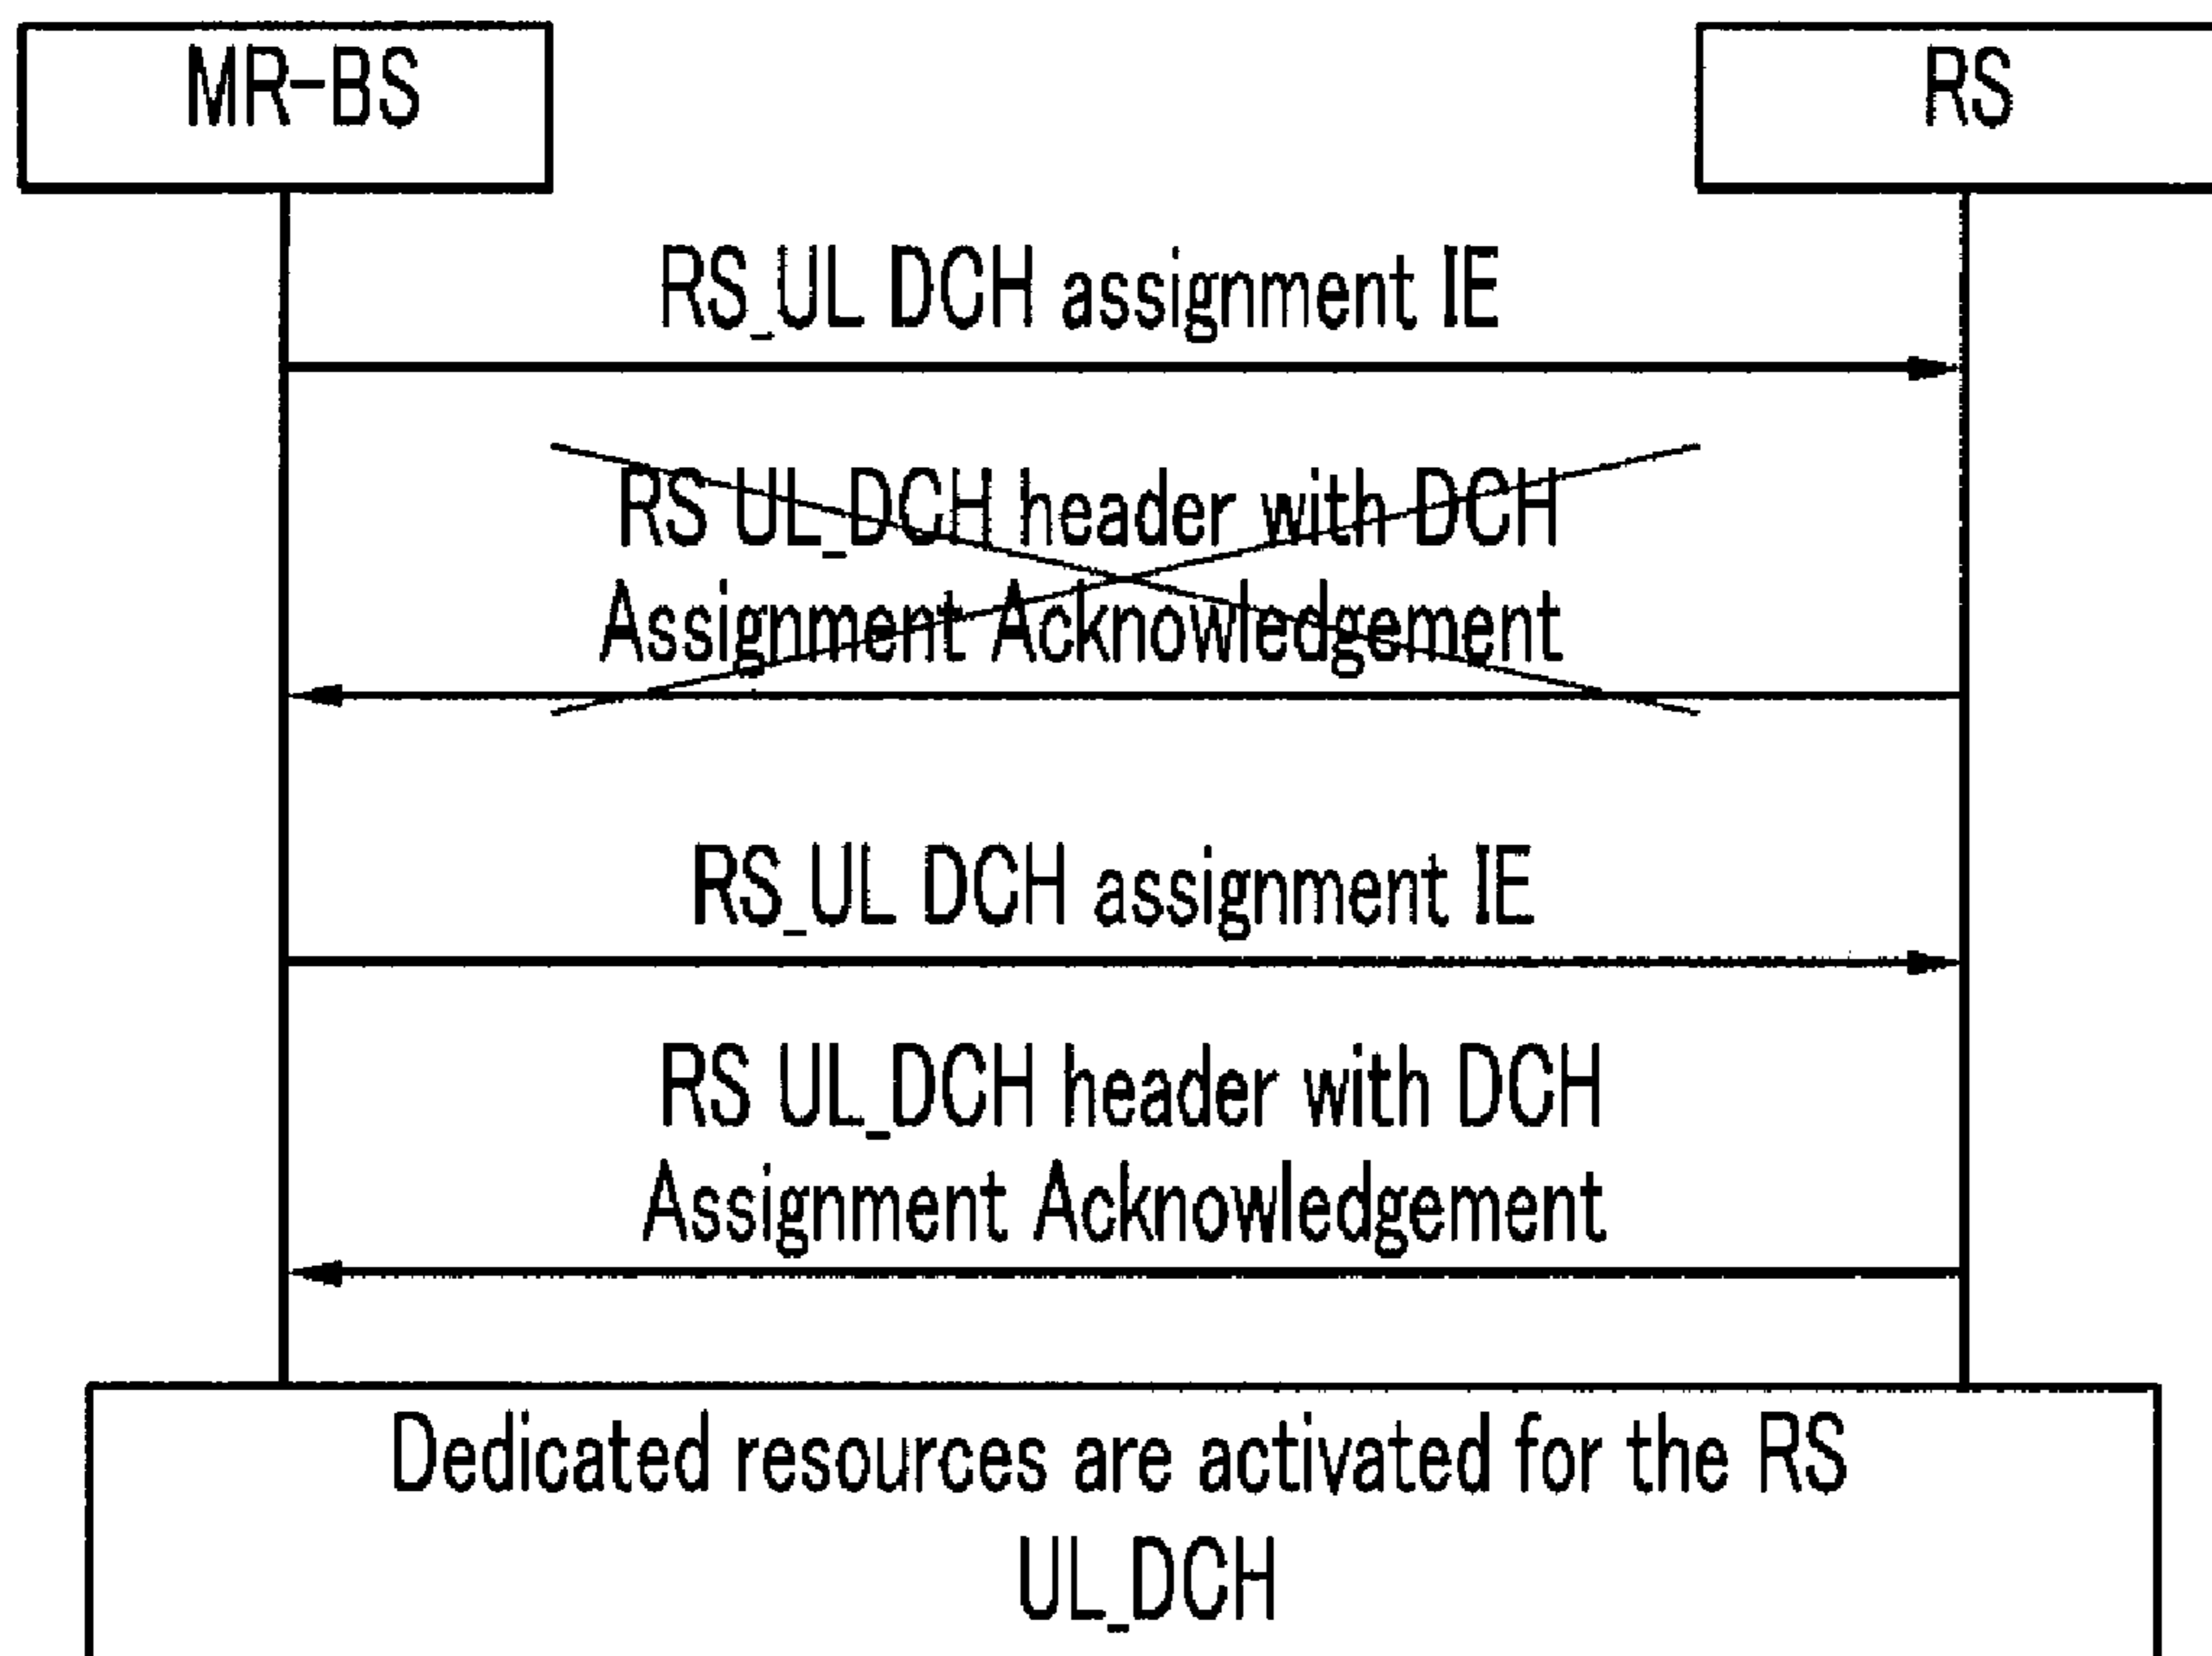 MR-BS
RS
RS_UL DCH assignment IE
RS UL_DCH header with DCH
Assignment Acknowledgement
RS_UL DCH assignment IE
RS UL_DCH header with DCH
Assignment Acknowledgement
Dedicated resources are activated for the RS
UL_DCH